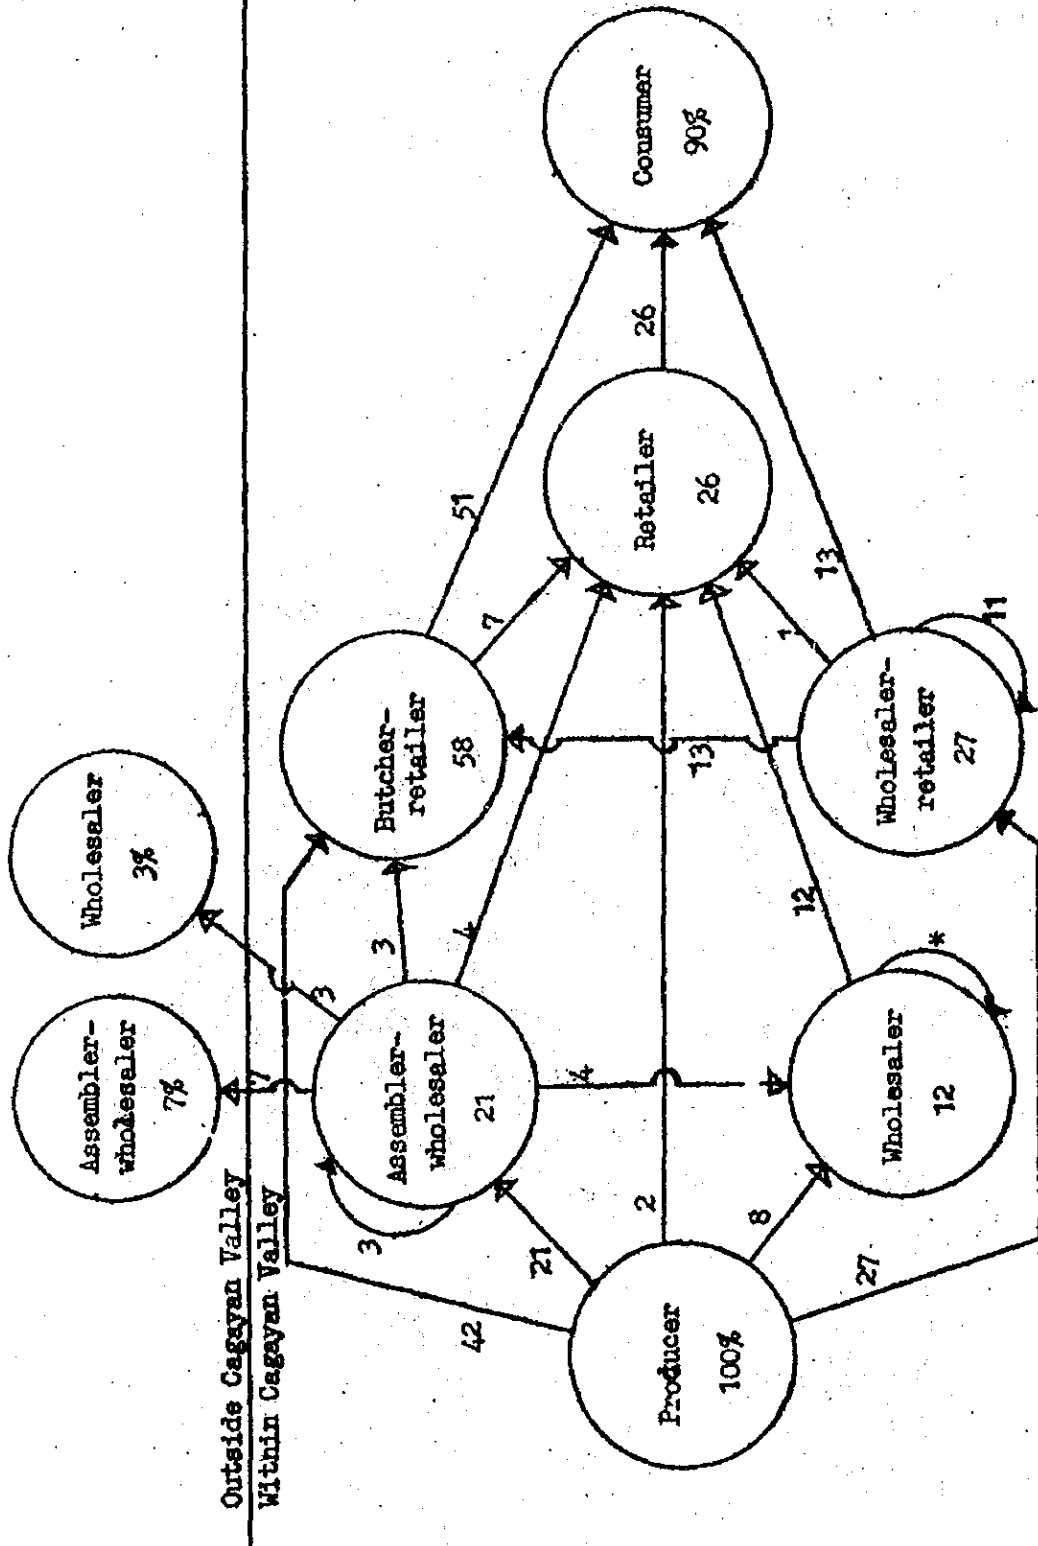 Outside Cagayan Valley
Within Cagayan Valley
Assembler-
wholesaler
7%
Wholesaler
3%
7
3
3
Assembler-
wholesaler
21
3
4
4
Butcher-
retailer
58
51
7
42
21
Producer
100%
2
8
27
Retailer
26
26
Consumer
90%
13
12
Wholesaler
12
*
Wholesaler-
retailer
27
1
13
11